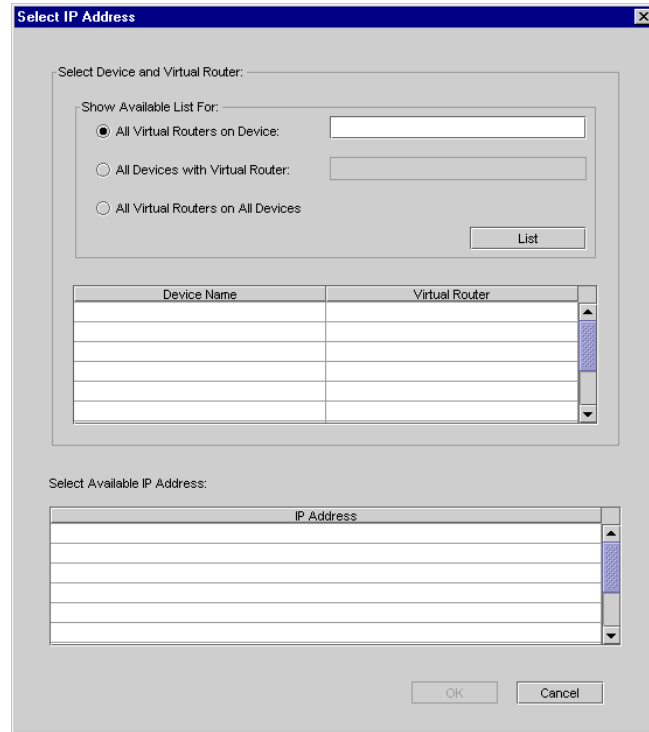 Select IP Address
Select Device and Virtual Router:
Show Available List For:
All Virtual Routers on Device:
All Devices with Virtual Router:
All Virtual Routers on All Devices
List
Device Name Virtual Router
Select Available IP Address:
IP Address
OK Cancel